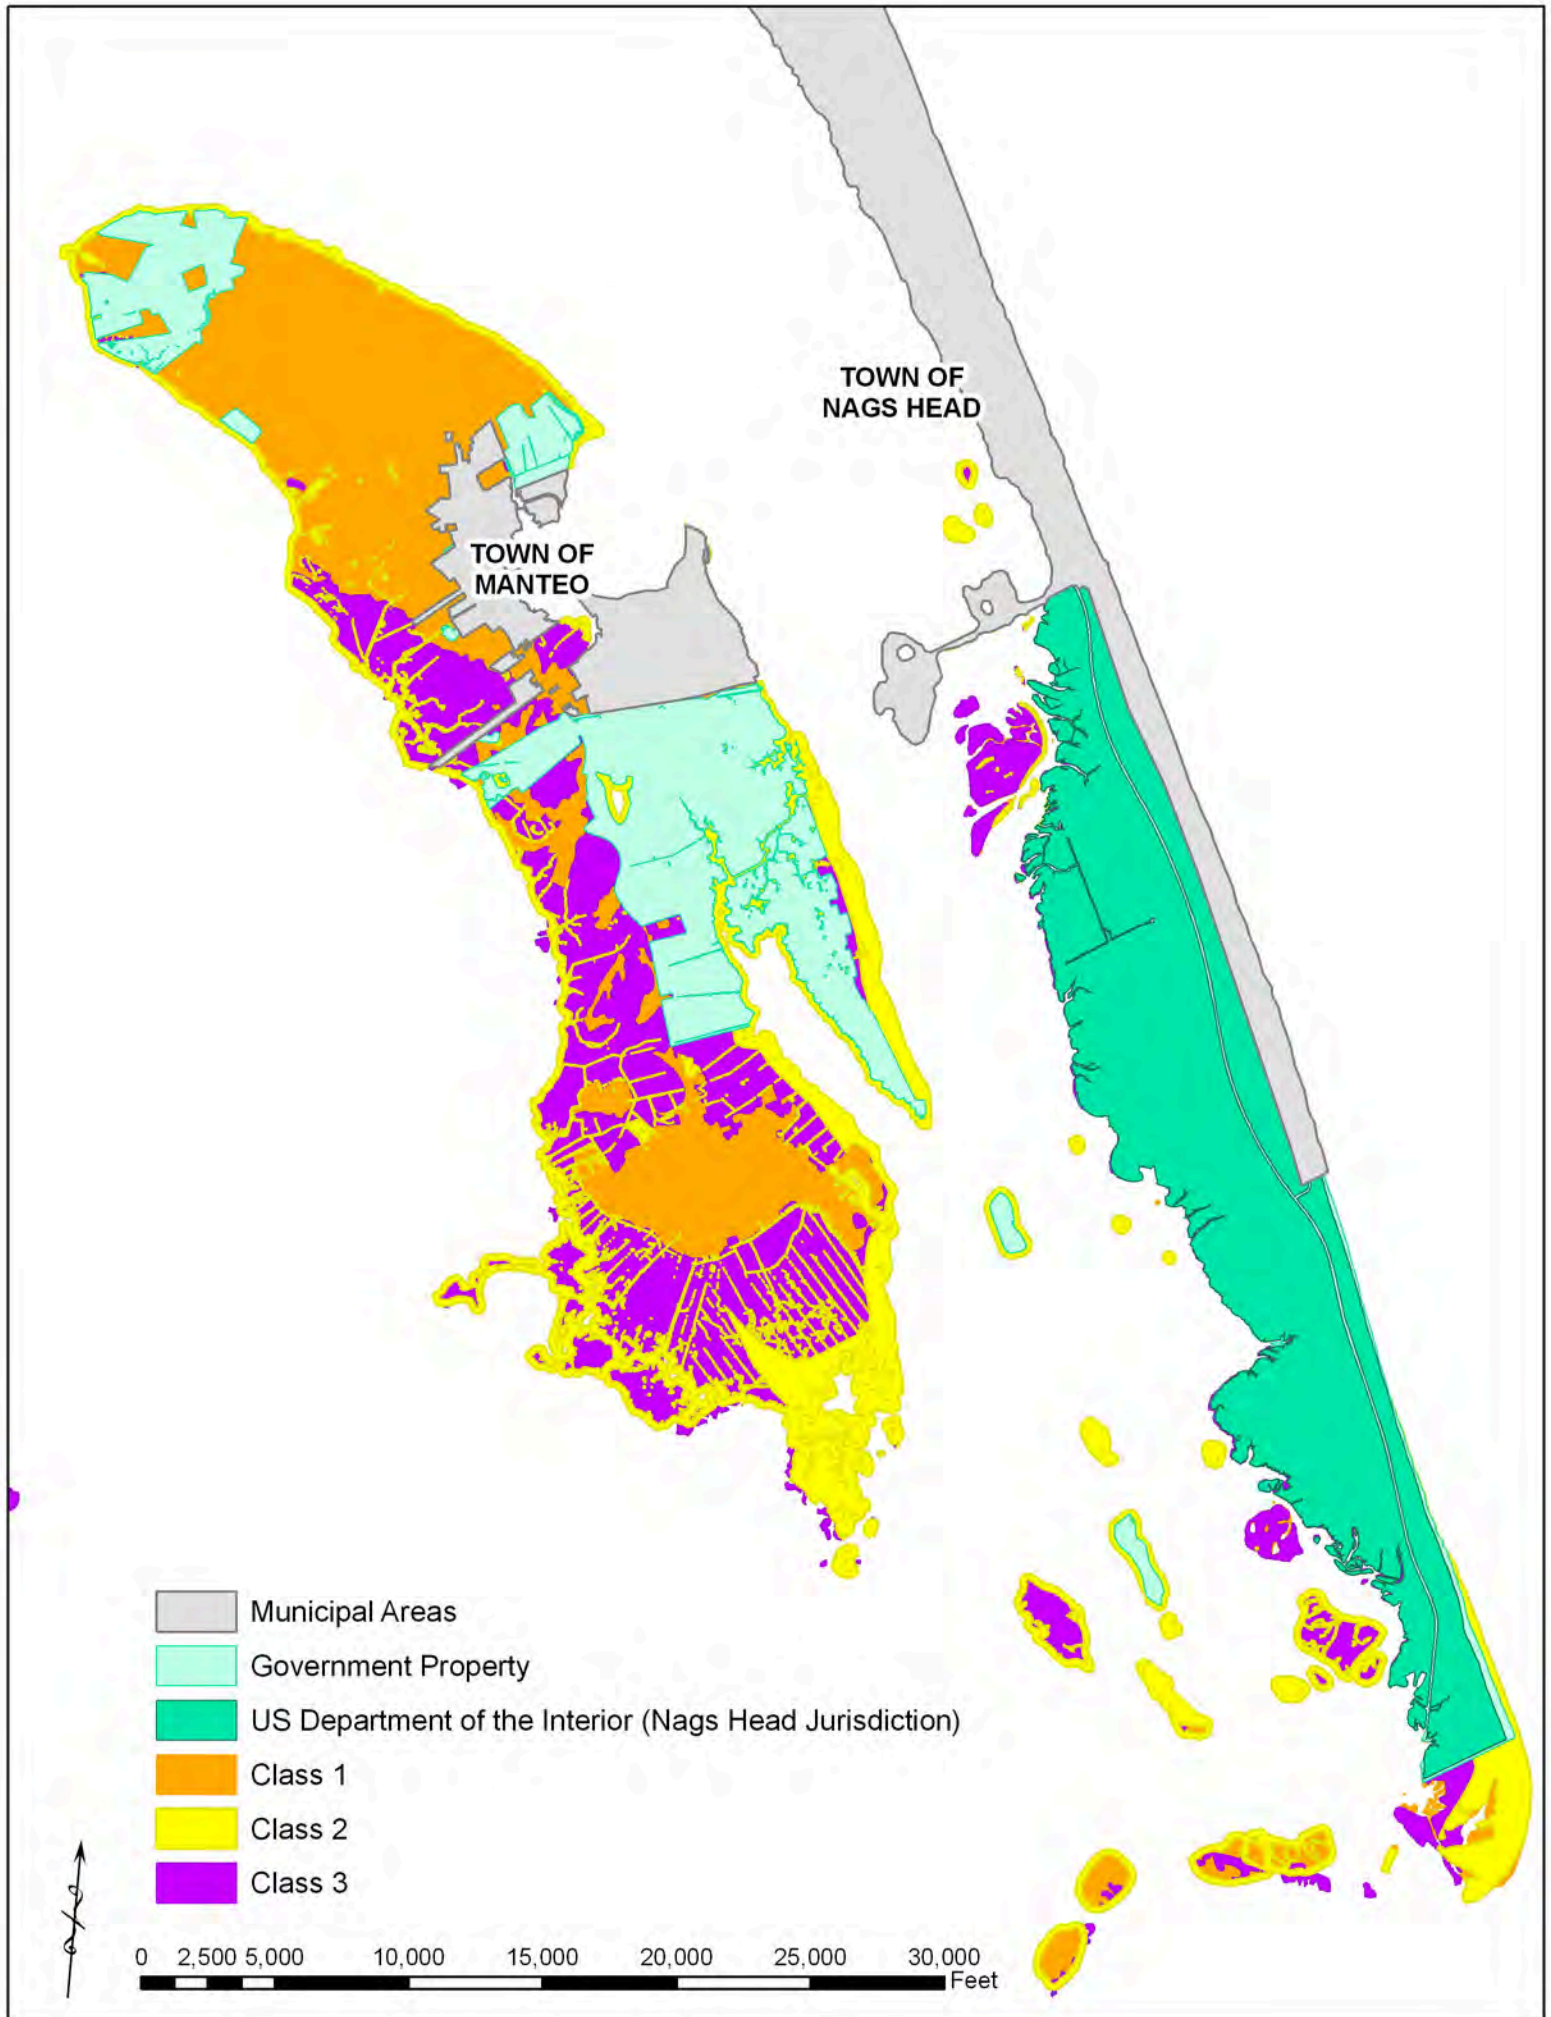 TOWN OF
NAGS HEAD
TOWN OF
MANTEO
Municipal Areas
Government Property
US Department of the Interior (Nags Head Jurisdiction)
Class 1
Class 2
Class 3
0 2,500 5,000 10,000 15,000 20,000 25,000 30,000
Feet